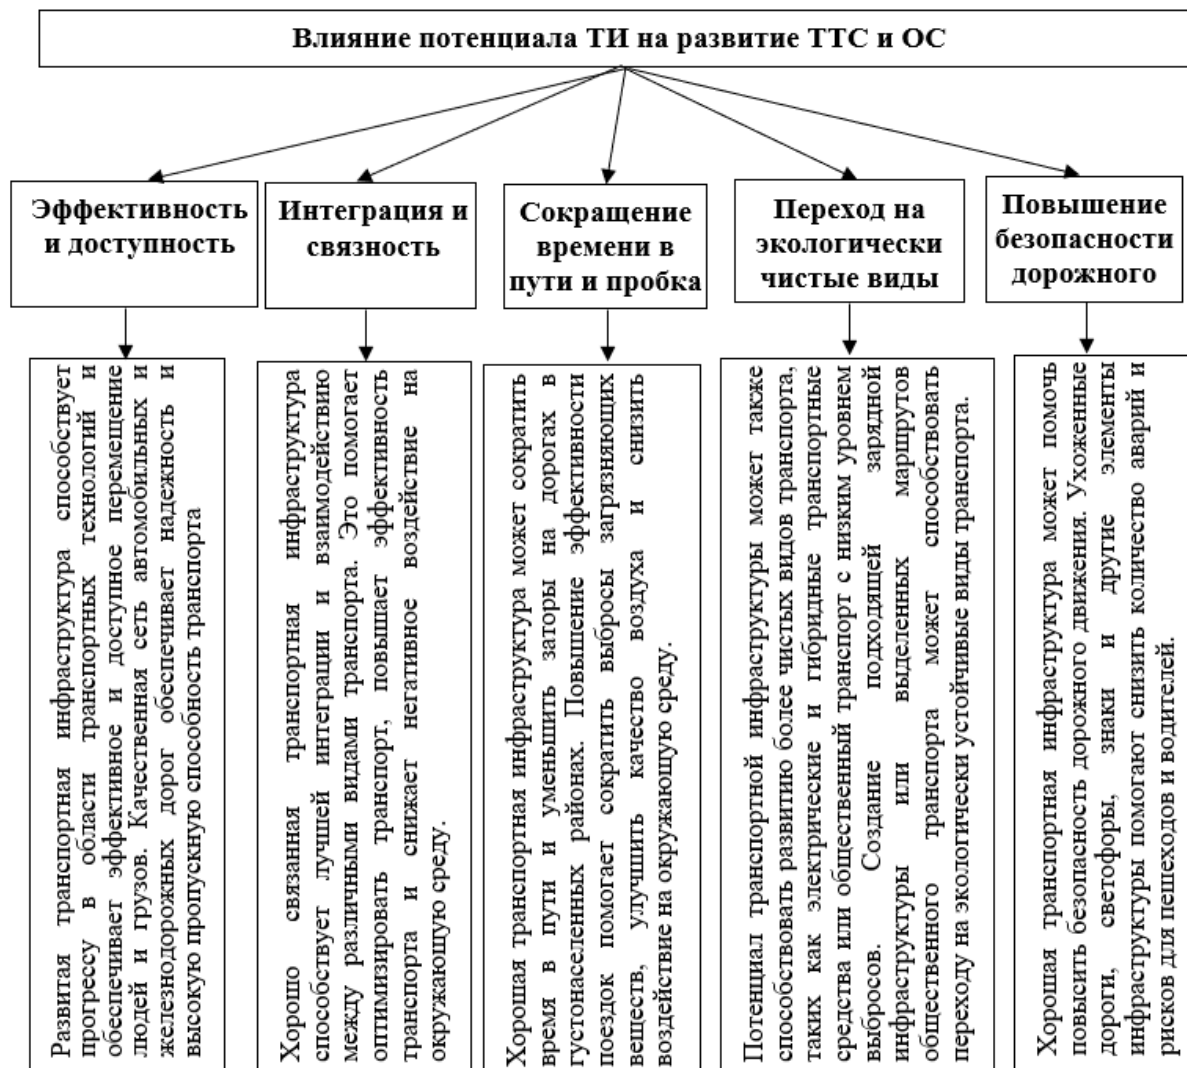 Влияние потенциала ТИ на развитие ТТС и ОС
Эффективность
и доступность
Интеграция и
связность
Сокращение
времени в
пути и пробка
Переход на
экологически
чистые виды
Повышение
безопасности
дорожного
Развитая транспортная инфраструктура способствует
прогрессу в области транспортных технологий и
обеспечивает эффективное и доступное перемещение
людей и грузов. Качественная сеть автомобильных и
железнодорожных дорог обеспечивает надежность и
высокую пропускную способность транспорта
Хорошо связанная транспортная инфраструктура
способствует лучшей интеграции и взаимодействию
между различными видами транспорта. Это помогает
оптимизировать транспорт, повышает эффективность
транспорта и снижает негативное воздействие на
окружающую среду.
Хорошая транспортная инфраструктура может сократить
время в пути и уменьшить заторы на дорогах в
густонаселенных районах. Повышение эффективности
поездок помогает сократить выбросы загрязняющих
веществ, улучшить качество воздуха и снизить
воздействие на окружающую среду.
Потенциал транспортной инфраструктуры может также
способствовать развитию более чистых видов транспорта,
таких как электрические и гибридные транспортные
средства или общественный транспорт с низким уровнем
выбросов. Создание подходящей зарядной
инфраструктуры или выделенных маршрутов
общественного транспорта может способствовать
переходу на экологически устойчивые виды транспорта.
Хорошая транспортная инфраструктура может помочь
повысить безопасность дорожного движения. Ухоженные
дороги, светофоры, знаки и другие элементы
инфраструктуры помогают снизить количество аварий и
рисков для пешеходов и водителей.